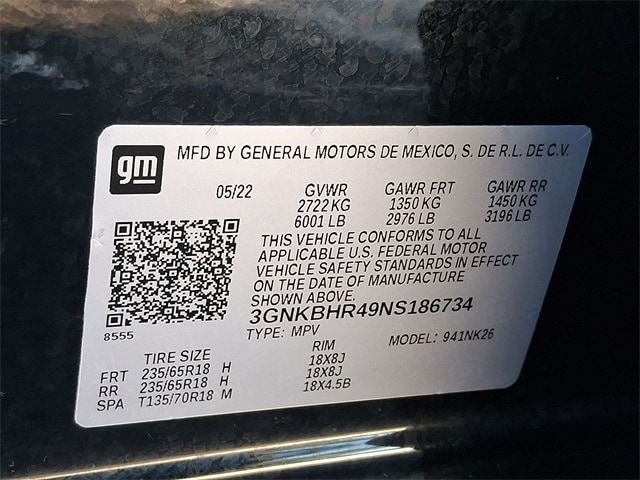 gm MFD BY GENERAL MOTORS DE MEXICO, S. DE R.L. DE C.V.
05/22 GVWR GAWR FRT GAWR RR
2722 KG 1350 KG 1450 KG
6001 LB 2976 LB 3196 LB
THIS VEHICLE CONFORMS TO ALL
APPLICABLE U.S. FEDERAL MOTOR
VEHICLE SAFETY STANDARDS IN EFFECT
ON THE DATE OF MANUFACTURE
SHOWN ABOVE.
3GNKBHR49NS186734
8555 TYPE: MPV MODEL: 941NK26
TIRE SIZE RIM
FRT 235/65R18 H 18X8J
RR 235/65R18 H 18X8J
SPA T135/70R18 M 18X4.5B